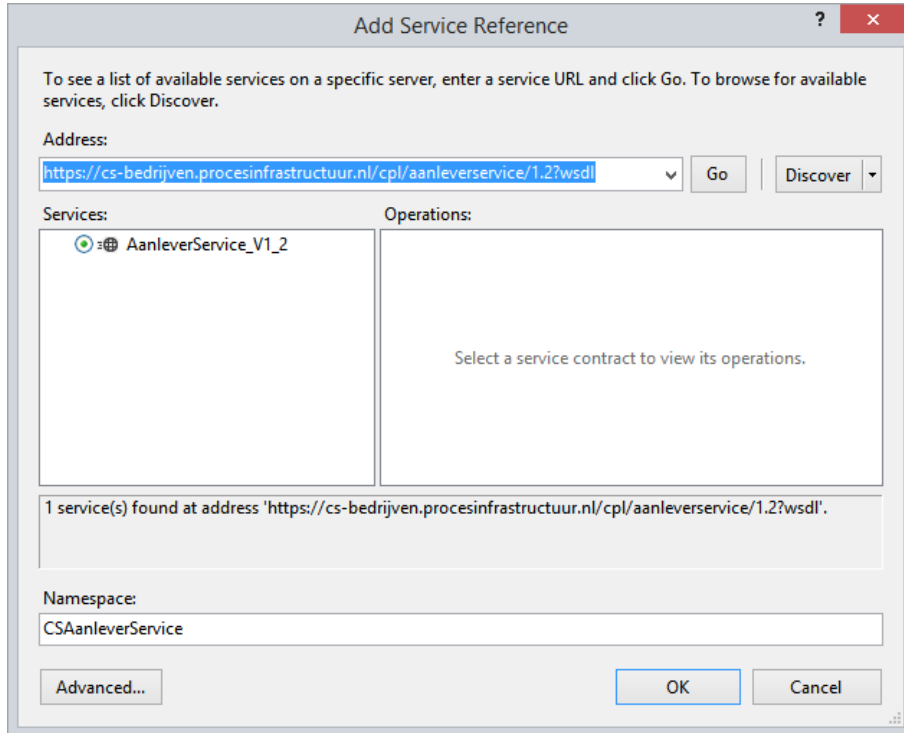 Add Service Reference
?
×
To see a list of available services on a specific server, enter a service URL and click Go. To browse for available
services, click Discover.
Address:
https://cs-bedrijven.procesinfrastructuur.nl/cpl/aanleverservice/1.2?wsdl
Go
Discover
Services:
Operations:
AanleverService_V1_2
Select a service contract to view its operations.
1 service(s) found at address 'https://cs-bedrijven.procesinfrastructuur.nl/cpl/aanleverservice/1.2?wsdl'.
Namespace:
CSAanleverService
Advanced...
OK
Cancel